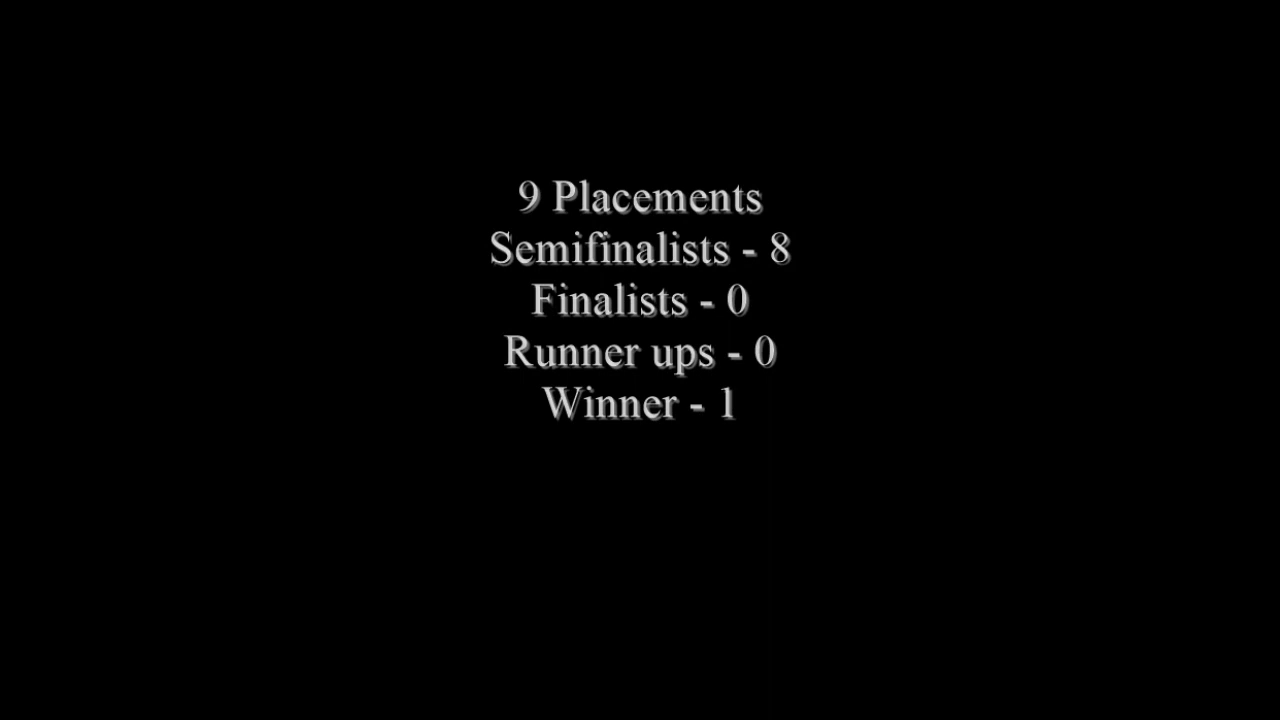 9 Placements
Semifinalists - 8
Finalists - 0
Runner ups - 0
Winner - 1